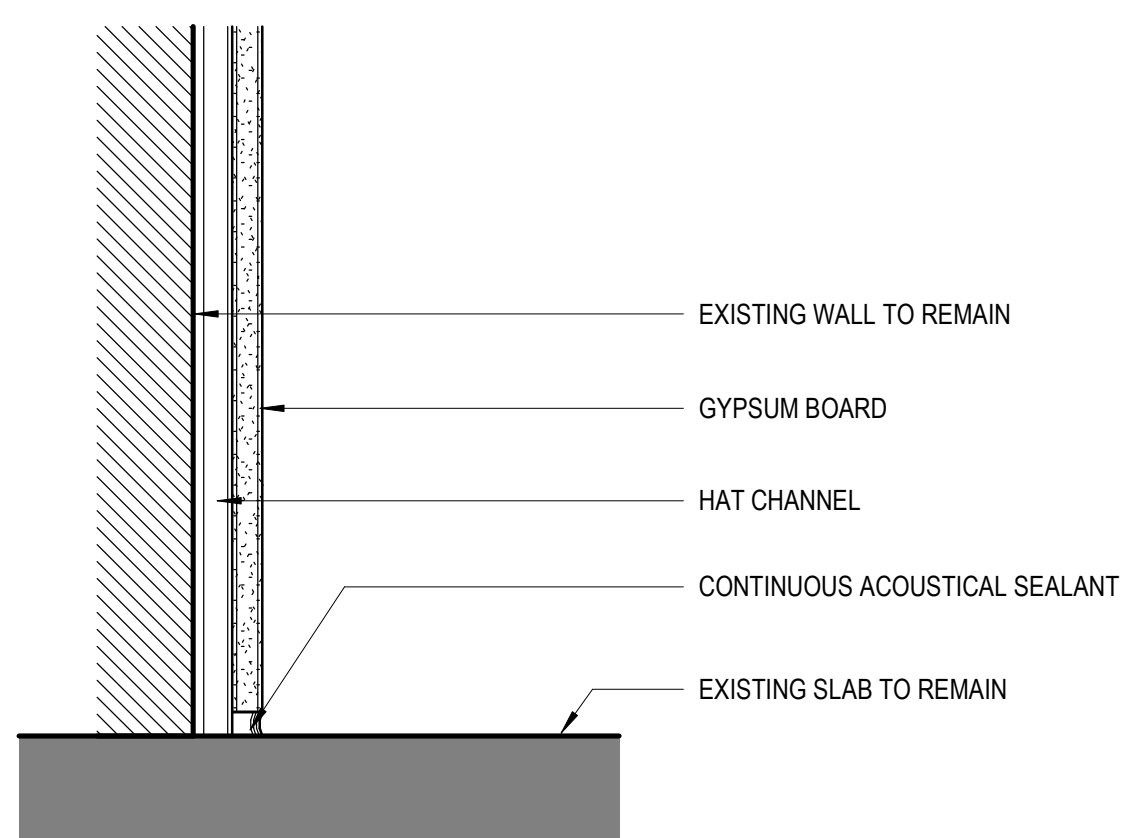 EXISTING WALL TO REMAIN
GYPSUM BOARD
HAT CHANNEL
CONTINUOUS ACOUSTICAL SEALANT
EXISTING SLAB TO REMAIN